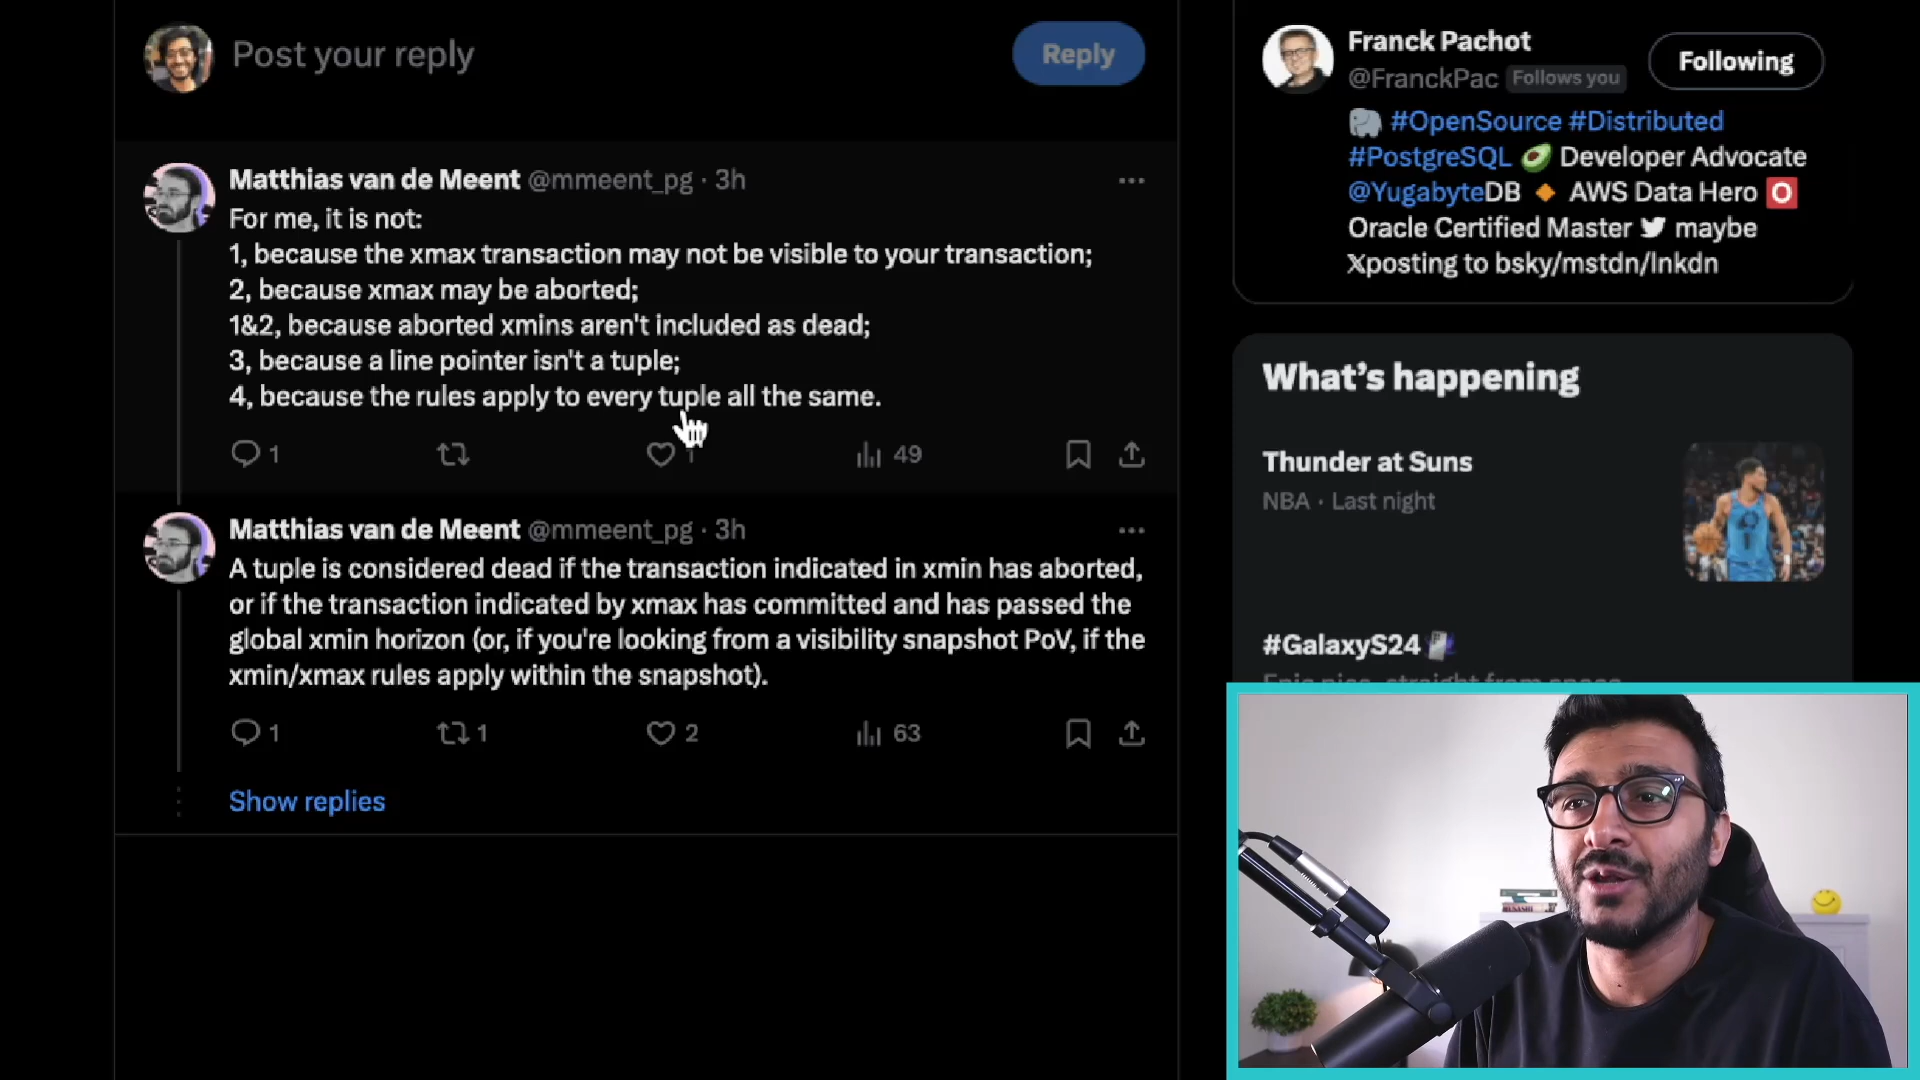 Post your reply
Reply
Matthias van de Meent @mmeent_pg · 3h
For me, it is not:
1, because the xmax transaction may not be visible to your transaction;
2, because xmax may be aborted;
1&2, because aborted xmins aren't included as dead;
3, because a line pointer isn't a tuple;
4, because the rules apply to every tuple all the same.
1
1
49
Matthias van de Meent @mmeent_pg · 3h
A tuple is considered dead if the transaction indicated in xmin has aborted,
or if the transaction indicated by xmax has committed and has passed the
global xmin horizon (or, if you're looking from a visibility snapshot PoV, if the
xmin/xmax rules apply within the snapshot).
1
1
2
63
Show replies
Franck Pachot
@FranckPac Follows you
Following
#OpenSource #Distributed
#PostgreSQL 🥑 Developer Advocate
@YugabyteDB 🔸 AWS Data Hero 🅾
Oracle Certified Master maybe
𝕏posting to bsky/mstdn/lnkdn
What's happening
Thunder at Suns
NBA · Last night
#GalaxyS24
Epic pics, straight from space